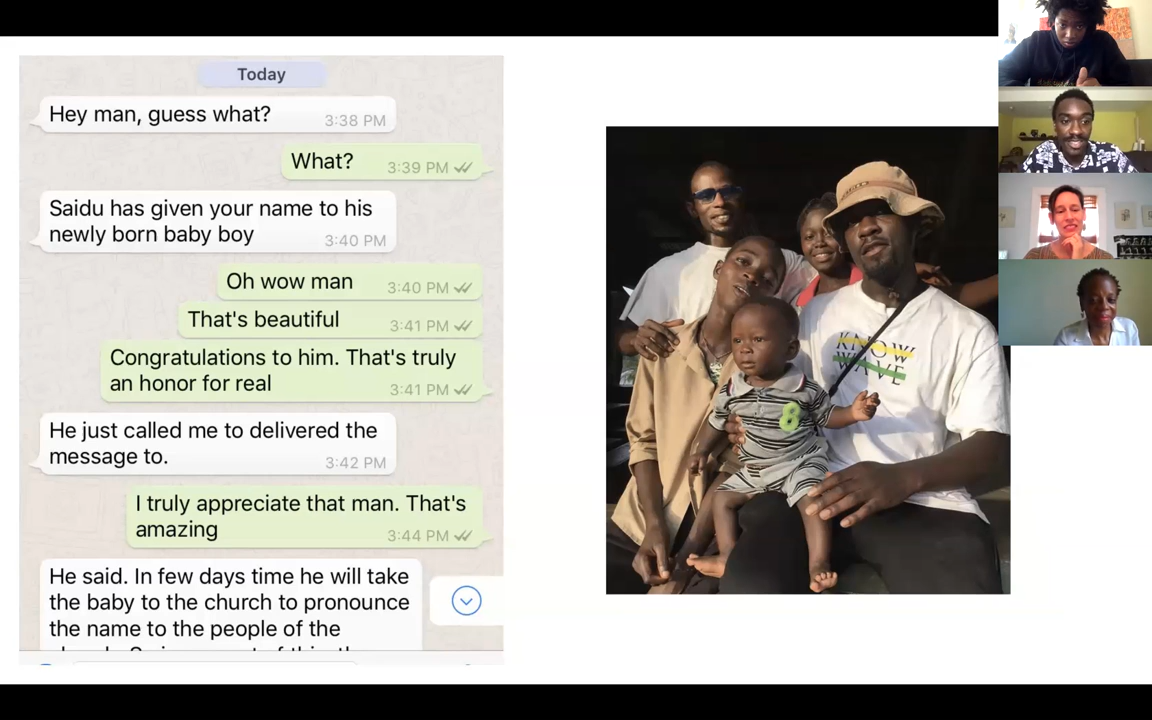 Today
Hey man, guess what?
3:38 PM
What?
3:39 PM
Saidu has given your name to his
newly born baby boy
3:40 PM
Oh wow man
3:40 PM
That's beautiful
3:41 PM
Congratulations to him. That's truly
an honor for real
3:41 PM
He just called me to delivered the
message to.
3:42 PM
I truly appreciate that man. That's
amazing
3:44 PM
He said. In few days time he will take
the baby to the church to pronounce
the name to the people of the
KNOW
WAVE
8